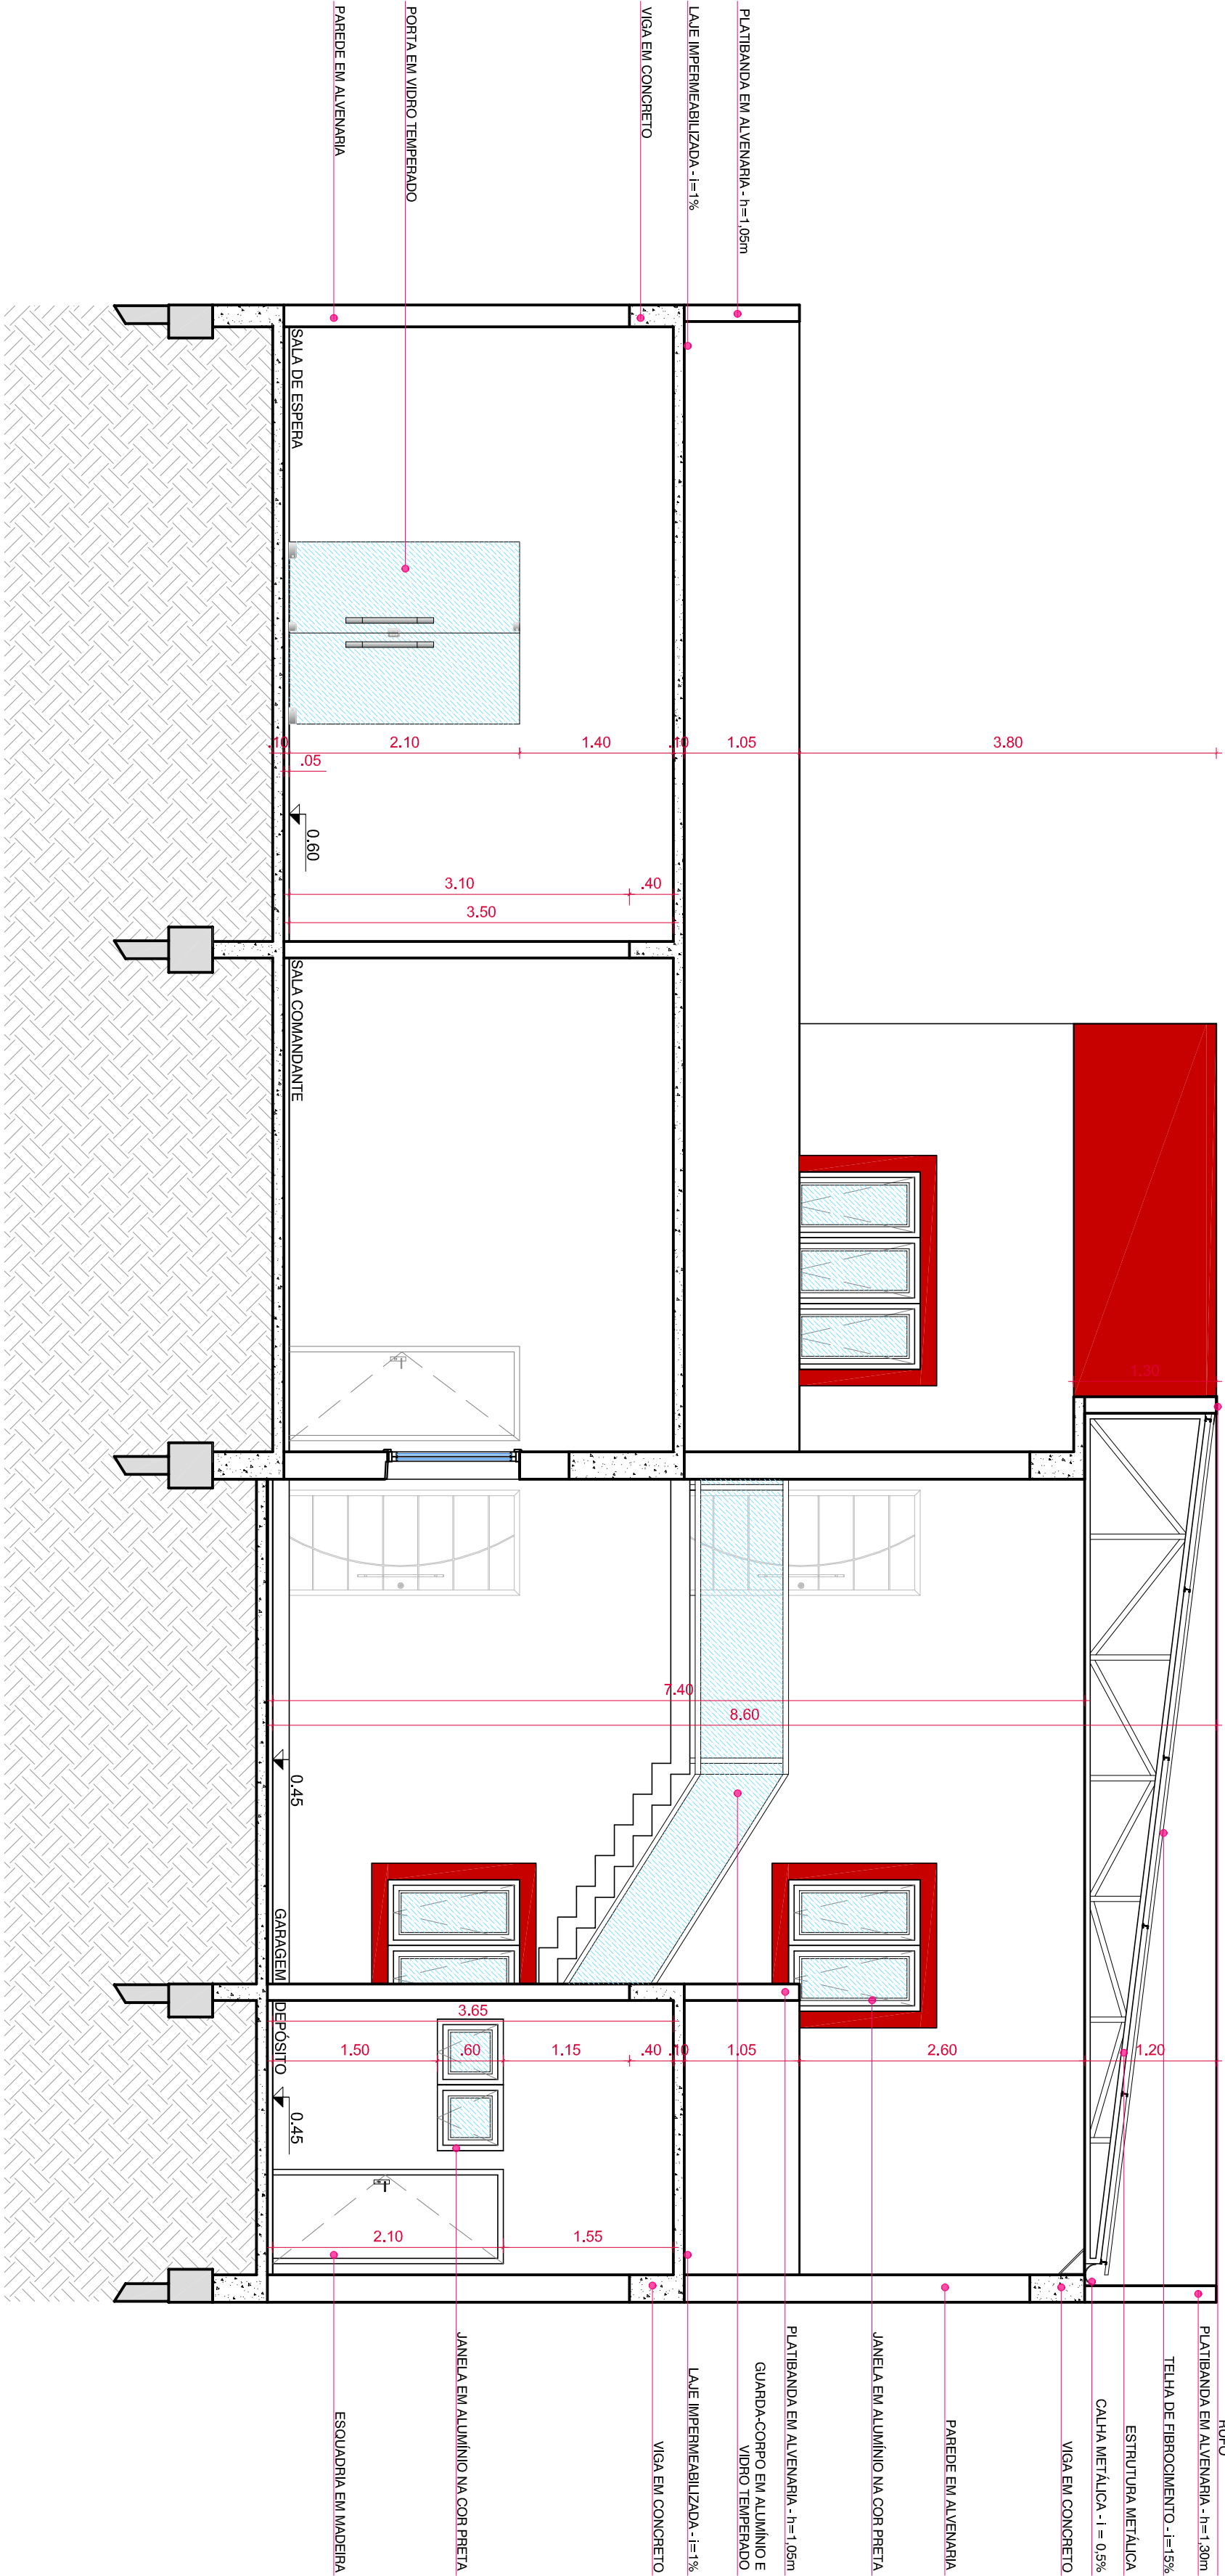 PLATIBANDA EM ALVENARIA - h=1,05m
LAJE IMPERMEABILIZADA - i=1%
VIGA EM CONCRETO
PORTA EM VIDRO TEMPERADO
PAREDE EM ALVENARIA
SALA DE ESPERA
.10
2.10
1.40
.10
1.05
3.80
.05
0.60
3.10
.40
3.50
SALA COMANDANTE
1.30
7.40
8.60
0.45
GARAGEM
DEPÓSITO
3.65
1.50
.60
1.15
.40
.10
1.05
2.60
1.20
0.45
2.10
1.55
RUFO
PLATIBANDA EM ALVENARIA - h=1,30m
TELHA DE FIBROCIMENTO - i=15%
ESTRUTURA METÁLICA
CALHA METÁLICA - i = 0,5%
VIGA EM CONCRETO
PAREDE EM ALVENARIA
JANELA EM ALUMÍNIO NA COR PRETA
PLATIBANDA EM ALVENARIA - h=1,05m
GUARDA-CORPO EM ALUMÍNIO E
VIDRO TEMPERADO
LAJE IMPERMEABILIZADA - i=1%
VIGA EM CONCRETO
JANELA EM ALUMÍNIO NA COR PRETA
ESQUADRIA EM MADEIRA